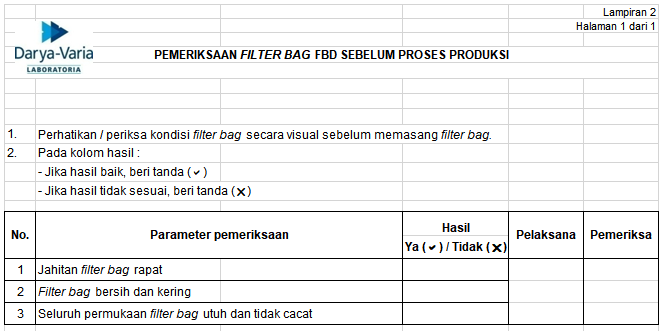 Lampiran 2
Halaman 1 dari 1
Darya-Varia
LABORATORIA
PEMERIKSAAN FILTER BAG FBD SEBELUM PROSES PRODUKSI
1. Perhatikan / periksa kondisi filter bag secara visual sebelum memasang filter bag.
2. Pada kolom hasil :
- Jika hasil baik, beri tanda (✓)
- Jika hasil tidak sesuai, beri tanda (✕)
No. Parameter pemeriksaan Hasil Pelaksana Pemeriksa
Ya (✓) / Tidak (✕)
1 Jahitan filter bag rapat
2 Filter bag bersih dan kering
3 Seluruh permukaan filter bag utuh dan tidak cacat